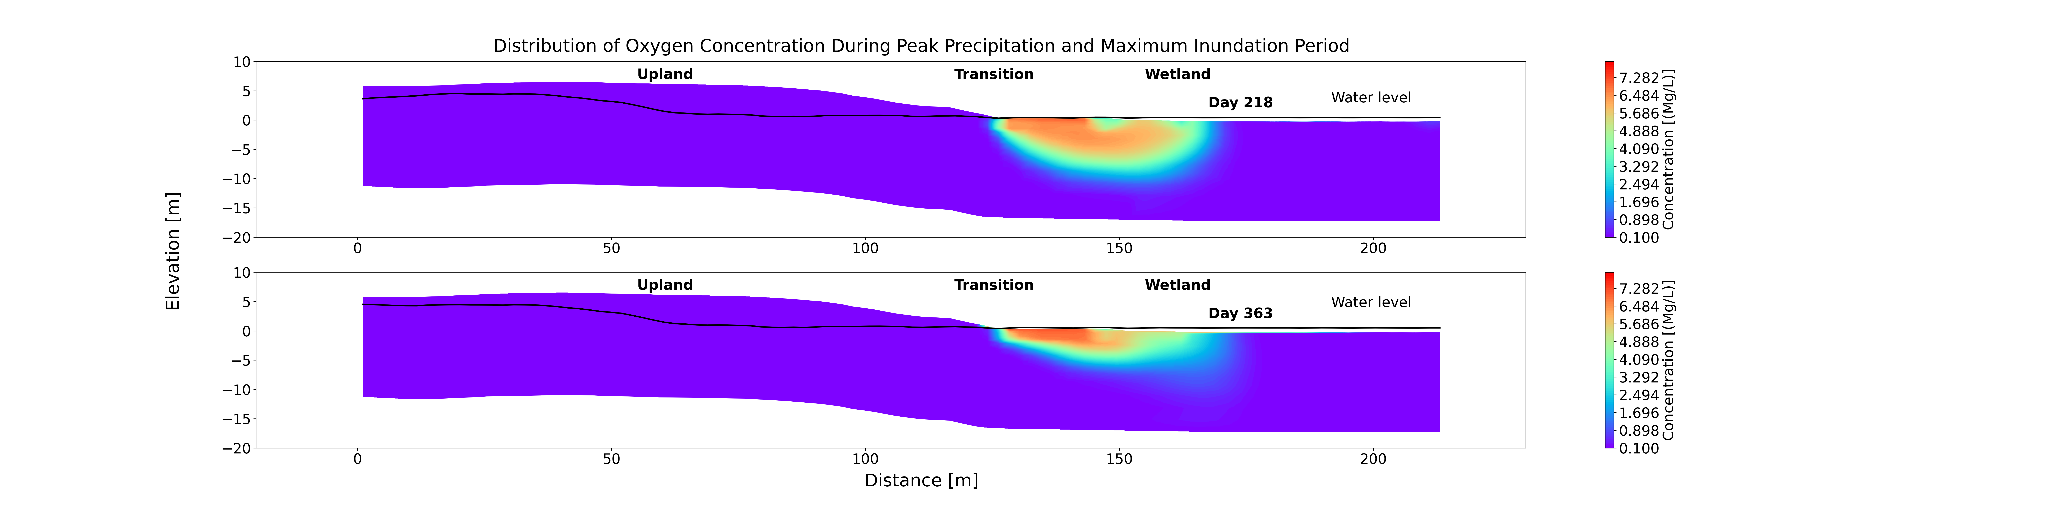 Distribution of Oxygen Concentration During Peak Precipitation and Maximum Inundation Period
10
5
0
−5
−10
−15
−20
Upland
Transition
Wetland
Day 218
Water level
0
50
100
150
200
7.282
6.484
5.686
4.888
4.090
3.292
2.494
1.696
0.898
0.100
Concentration [(Mg/L)]
Elevation [m]
10
5
0
−5
−10
−15
−20
Upland
Transition
Wetland
Day 363
Water level
0
50
100
150
200
Distance [m]
7.282
6.484
5.686
4.888
4.090
3.292
2.494
1.696
0.898
0.100
Concentration [(Mg/L)]